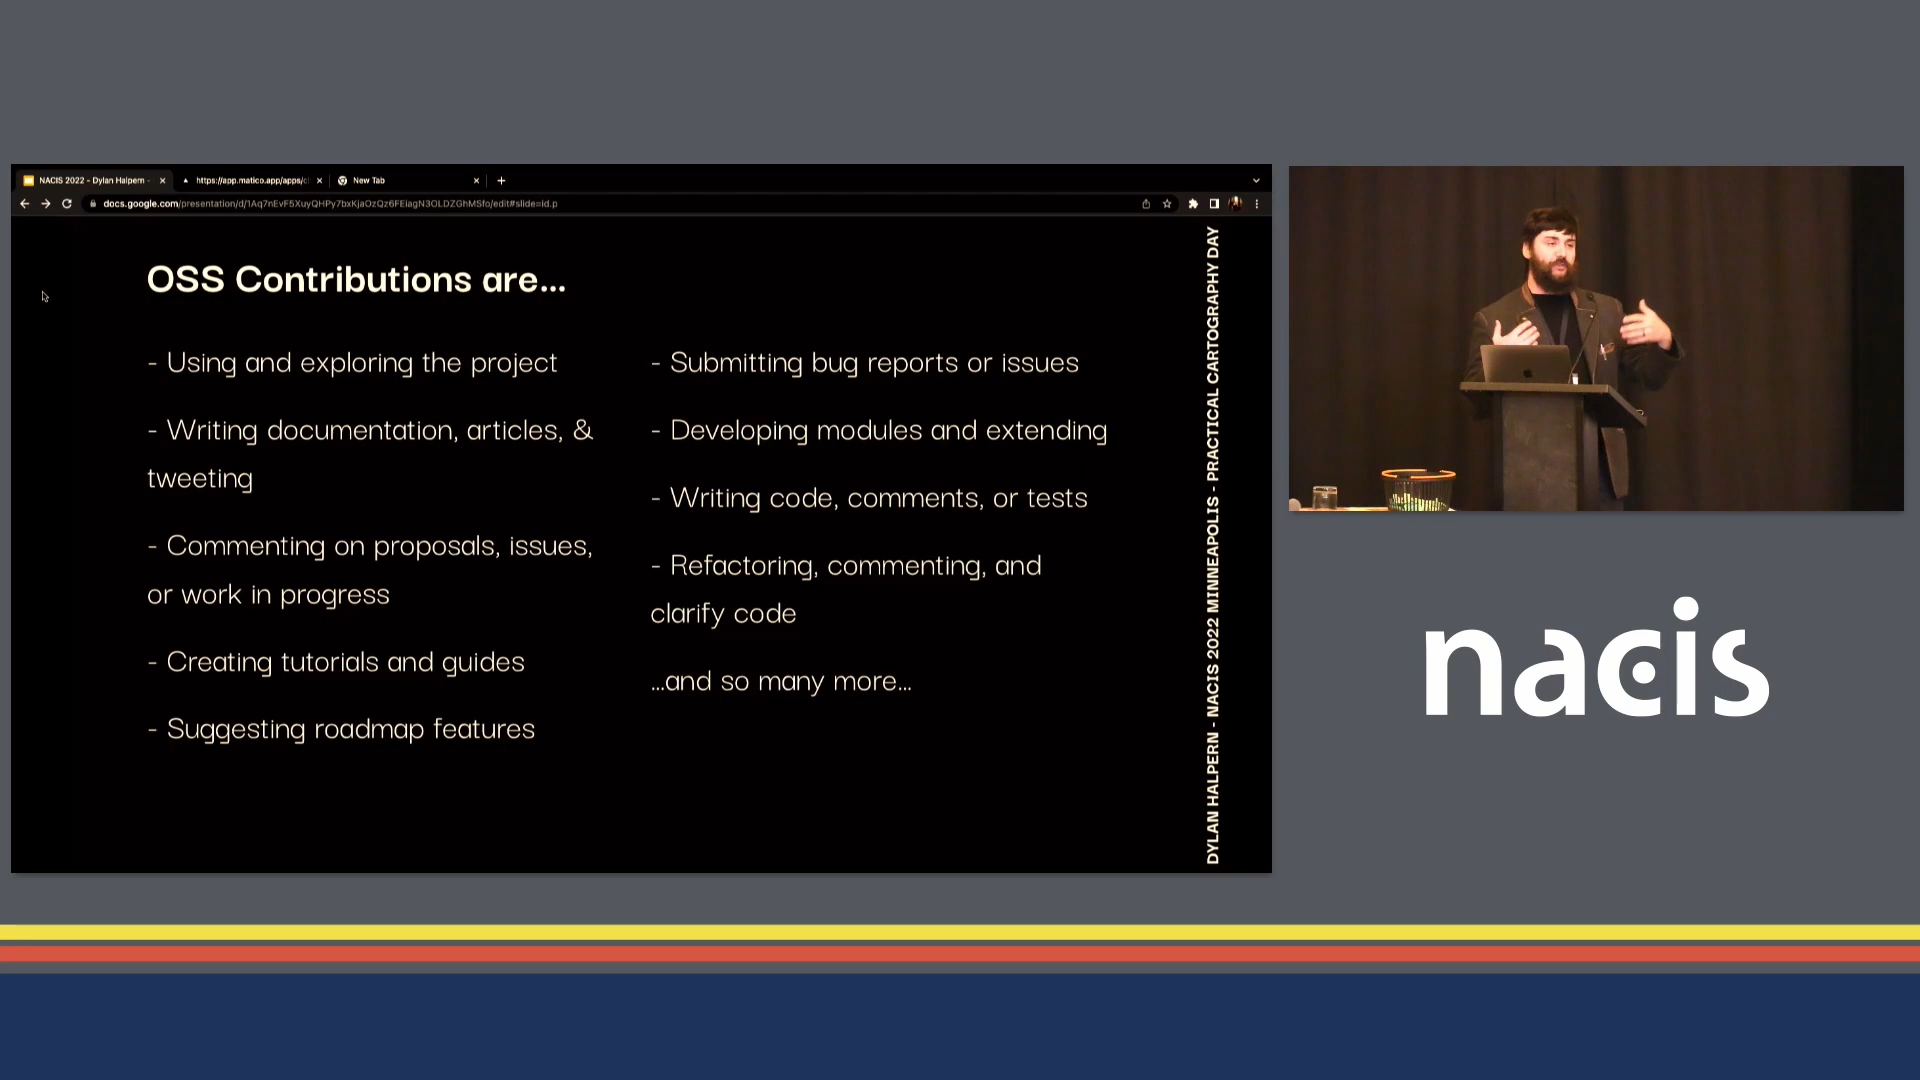 NACIS 2022 - Dylan Halpern -
https://app.matico.app/apps/c
New Tab
docs.google.com/presentation/d/1Aq7nEvF5XuyQHPy7bxKjaOzQz6FEiagN3OLDZGhMSfo/edit#slide=id.p
OSS Contributions are...
- Using and exploring the project
- Writing documentation, articles, &
tweeting
- Commenting on proposals, issues,
or work in progress
- Creating tutorials and guides
- Suggesting roadmap features
- Submitting bug reports or issues
- Developing modules and extending
- Writing code, comments, or tests
- Refactoring, commenting, and
clarify code
...and so many more...
DYLAN HALPERN - NACIS 2022 MINNEAPOLIS - PRACTICAL CARTOGRAPHY DAY
nacis